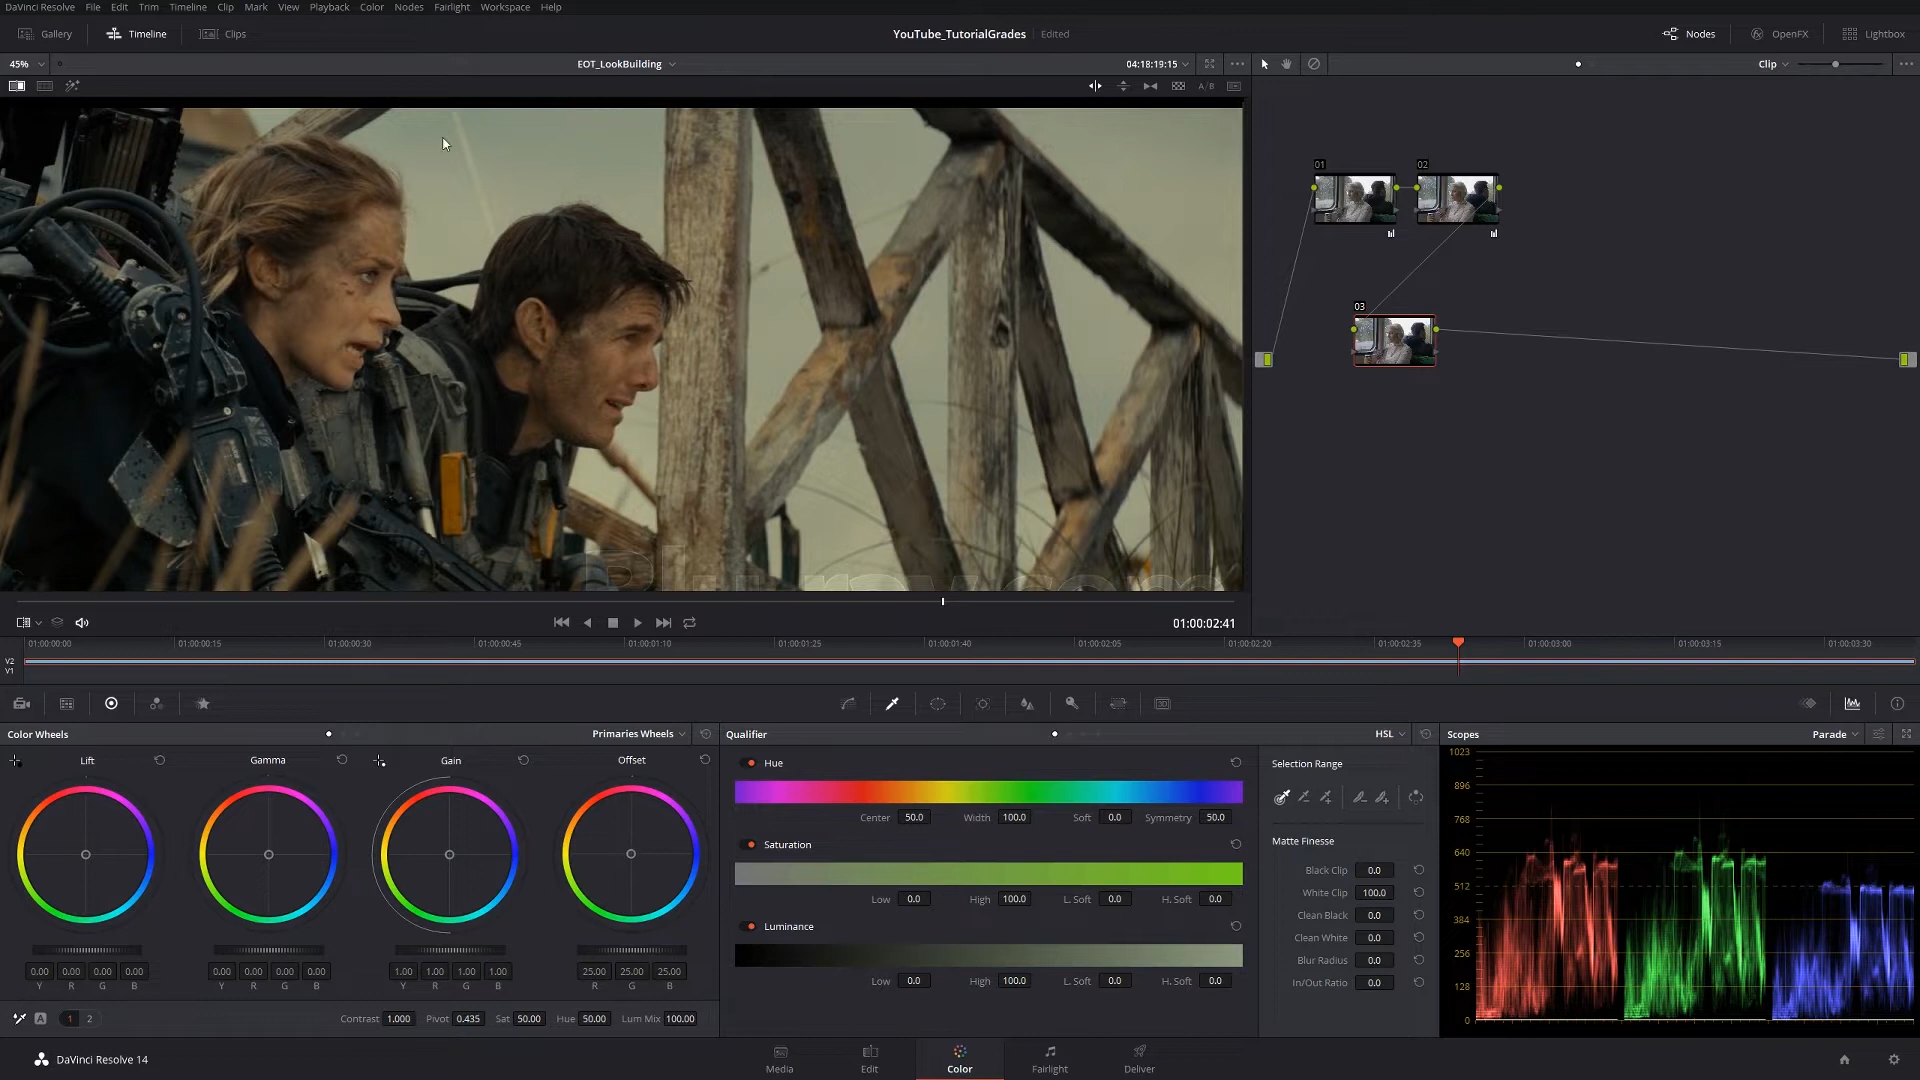 DaVinci Resolve File Edit Trim Timeline Clip Mark View Playback Color Nodes Fairlight Workspace Help
Gallery Timeline Clips YouTube_TutorialGrades Edited Nodes OpenFX Lightbox
45% EOT_LookBuilding 04:18:19:15 Clip
A/B
01 02
03
Blu-ray.com
01:00:02:41
01:00:00:00 01:00:00:15 01:00:00:30 01:00:00:45 01:00:01:10 01:00:01:25 01:00:01:40 01:00:02:05 01:00:02:20 01:00:02:35 01:00:03:00 01:00:03:15 01:00:03:30
V2
V1
Color Wheels Primaries Wheels Qualifier HSL Scopes Parade
Lift Gamma Gain Offset
0.00 0.00 0.00 0.00 0.00 0.00 0.00 0.00 1.00 1.00 1.00 1.00 25.00 25.00 25.00
Y R G B Y R G B Y R G B R G B
A 1 2 Contrast 1.000 Pivot 0.435 Sat 50.00 Hue 50.00 Lum Mix 100.00
Hue
Center 50.0 Width 100.0 Soft 0.0 Symmetry 50.0
Saturation
Low 0.0 High 100.0 L. Soft 0.0 H. Soft 0.0
Luminance
Low 0.0 High 100.0 L. Soft 0.0 H. Soft 0.0
Selection Range
Matte Finesse
Black Clip 0.0
White Clip 100.0
Clean Black 0.0
Clean White 0.0
Blur Radius 0.0
In/Out Ratio 0.0
1023
896
768
640
512
384
256
128
0
DaVinci Resolve 14 Media Edit Color Fairlight Deliver